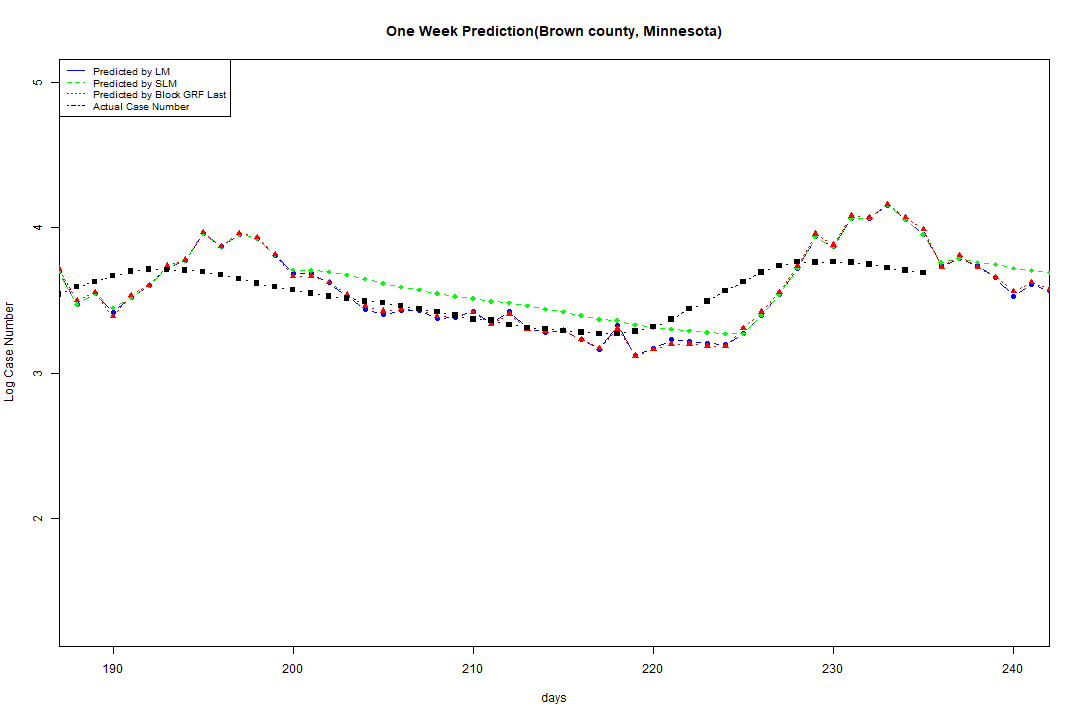 One Week Prediction(Brown county, Minnesota)
Predicted by LM
Predicted by SLM
Predicted by Block GRF Last
Actual Case Number
5
4
3
2
Log Case Number
190 200 210 220 230 240
days